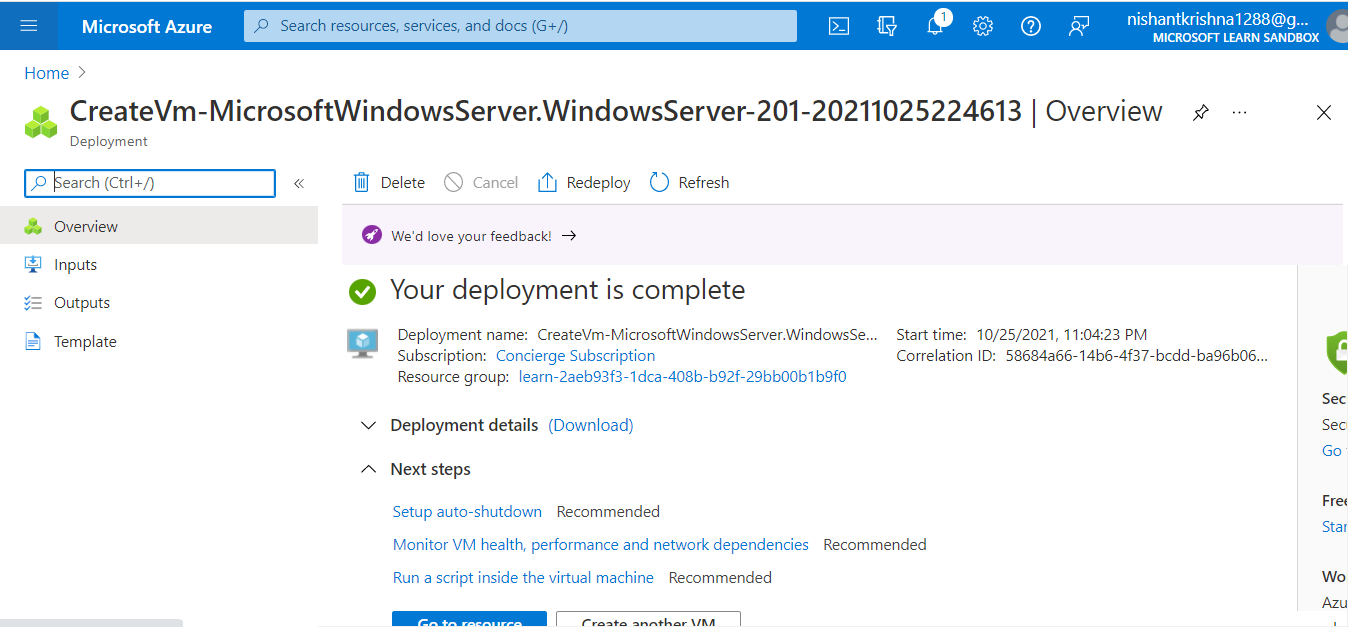 Microsoft Azure
Search resources, services, and docs (G+/)
1
nishantkrishna1288@g...
MICROSOFT LEARN SANDBOX
Home
CreateVm-MicrosoftWindowsServer.WindowsServer-201-20211025224613 | Overview
Deployment
Search (Ctrl+/)
Delete Cancel Redeploy Refresh
Overview
Inputs
Outputs
Template
We'd love your feedback! →
Your deployment is complete
Deployment name: CreateVm-MicrosoftWindowsServer.WindowsSe... Start time: 10/25/2021, 11:04:23 PM
Subscription: Concierge Subscription Correlation ID: 58684a66-14b6-4f37-bcdd-ba96b06...
Resource group: learn-2aeb93f3-1dca-408b-b92f-29bb00b1b9f0
Deployment details (Download)
Next steps
Setup auto-shutdown Recommended
Monitor VM health, performance and network dependencies Recommended
Run a script inside the virtual machine Recommended
Go to resource Create another VM
Go